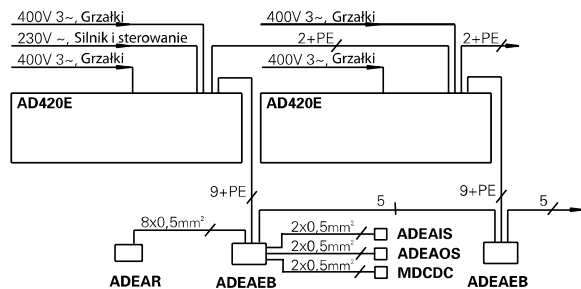 400V 3~, Grzałki
230V ~, Silnik i sterowanie
400V 3~, Grzałki
AD420E
2+PE
400V 3~, Grzałki
400V 3~, Grzałki
AD420E
2+PE
9+PE
9+PE
5
5
8x0,5mm²
2x0,5mm²
ADEAIS
2x0,5mm²
ADEAOS
2x0,5mm²
MDCDC
ADEAR
ADEAEB
ADEAEB